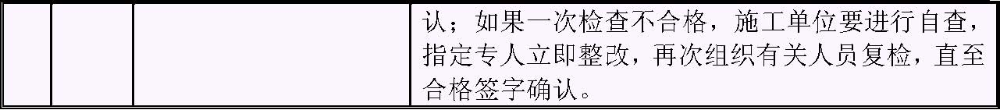 认；如果一次检查不合格，施工单位要进行自查，
指定专人立即整改，再次组织有关人员复检，直至
合格签字确认。